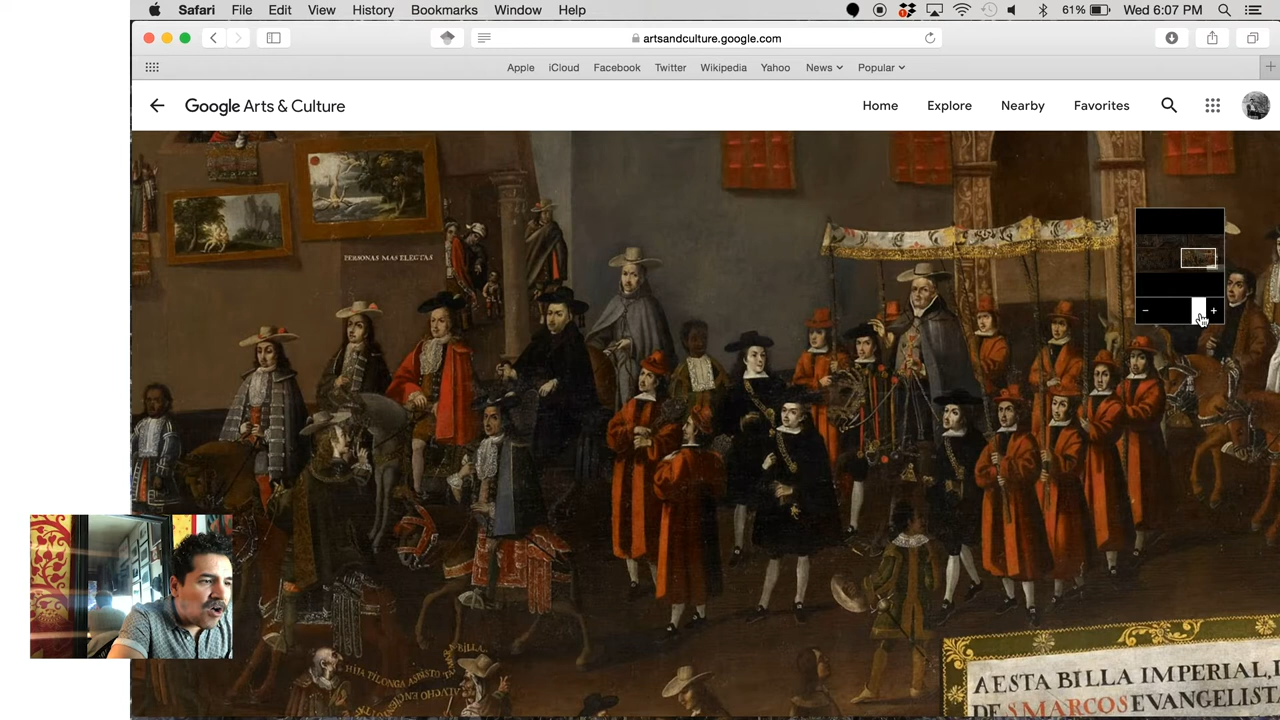 Safari File Edit View History Bookmarks Window Help 61% Wed 6:07 PM
artsandculture.google.com
Apple iCloud Facebook Twitter Wikipedia Yahoo News Popular
Google Arts & Culture Home Explore Nearby Favorites
PERSONAS MAS ELECTAS
AESTA BILLA IMPERIAL,
DE S. MARCOS EVANGELIST